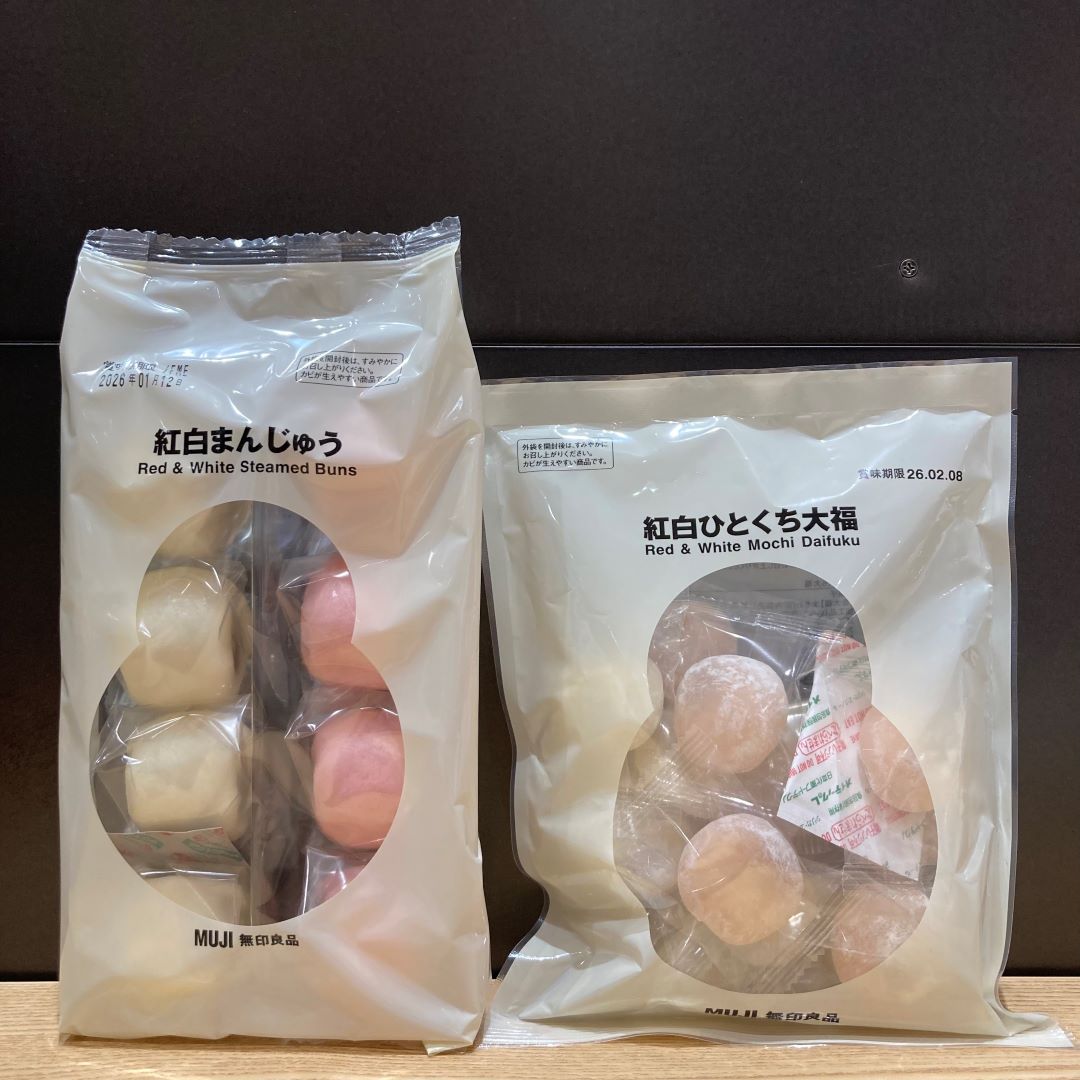 賞味期限 /FME
2026年01月12日
外袋を開封後は、すみやかに
お召し上がりください。
カビが生えやすい商品です。
紅白まんじゅう
Red & White Steamed Buns
MUJI 無印良品
外袋を開封後は、すみやかに
お召し上がりください。
カビが生えやすい商品です。
賞味期限 26.02.08
紅白ひとくち大福
Red & White Mochi Daifuku
MUJI 無印良品